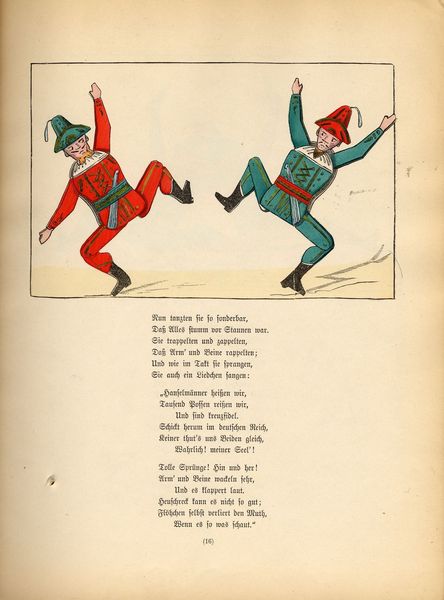 Nun tanzten sie so sonderbar,
Daß Alles stumm vor Staunen war.
Sie trappelten und zappelten,
Daß Arm' und Beine rappelten;
Und wie im Takt sie sprangen,
Sie auch ein Liedchen sangen:
„Hanselmänner heißen wir,
Tausend Possen reißen wir,
Und sind kreuzfidel.
Schickt herum im deutschen Reich,
Keiner thut's uns Beiden gleich,
Wahrlich! meiner Seel'!
Tolle Sprünge! Hin und her!
Arm' und Beine wackeln sehr,
Und es klappert laut.
Heuschreck kann es nicht so gut;
Flöhchen selbst verliert den Muth,
Wenn es so was schaut.“
(16)